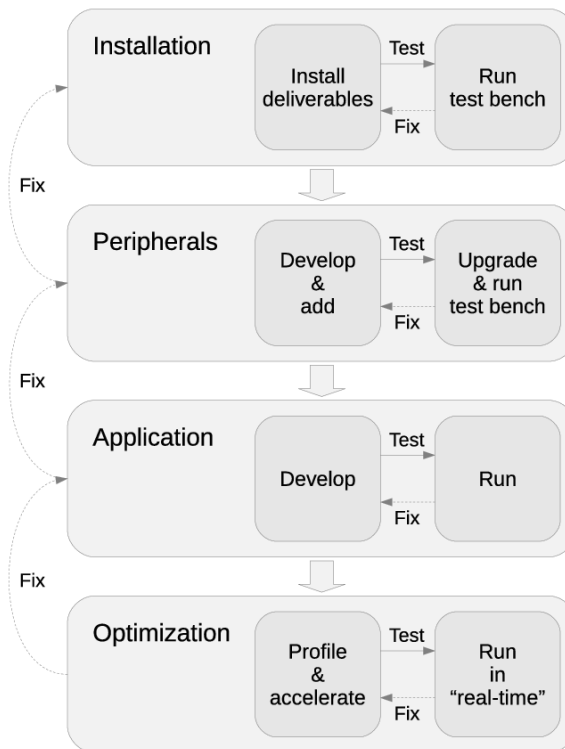 Installation
Install
deliverables
Test
Fix
Run
test bench
Fix
Peripherals
Develop
&
add
Test
Fix
Upgrade
& run
test bench
Fix
Application
Develop
Test
Fix
Run
Fix
Optimization
Profile
&
accelerate
Test
Fix
Run
in
“real-time”